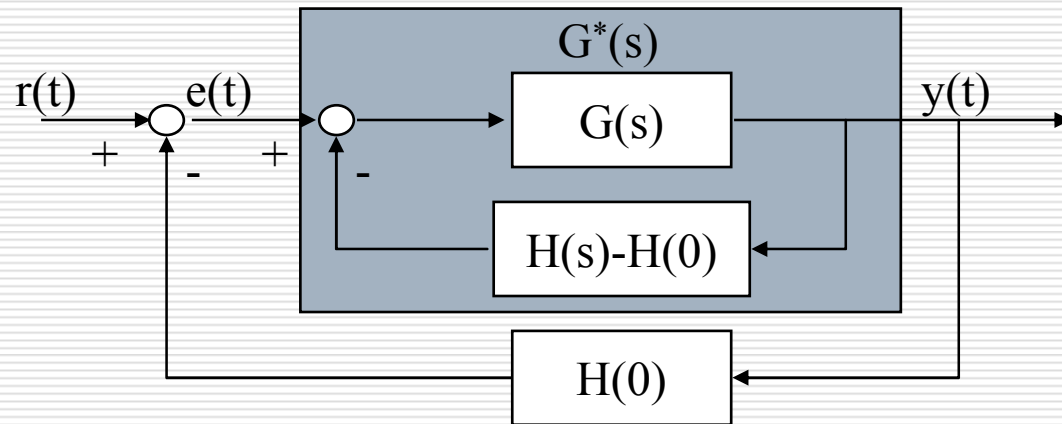 G*(s)
r(t) e(t) y(t)
G(s)
+ - + -
H(s)-H(0)
H(0)